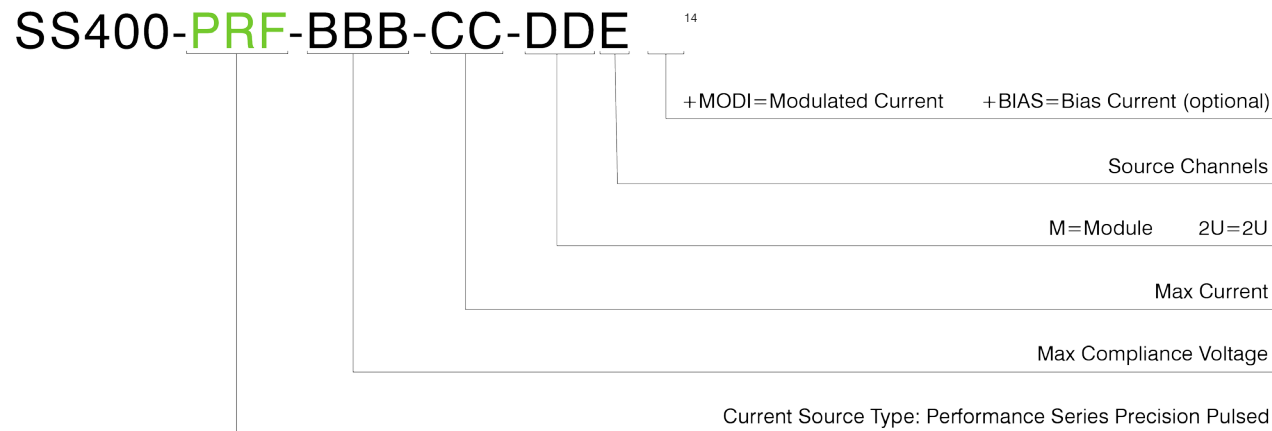 SS400-PRF-BBB-CC-DDE 14
+MODI=Modulated Current +BIAS=Bias Current (optional)
Source Channels
M=Module 2U=2U
Max Current
Max Compliance Voltage
Current Source Type: Performance Series Precision Pulsed